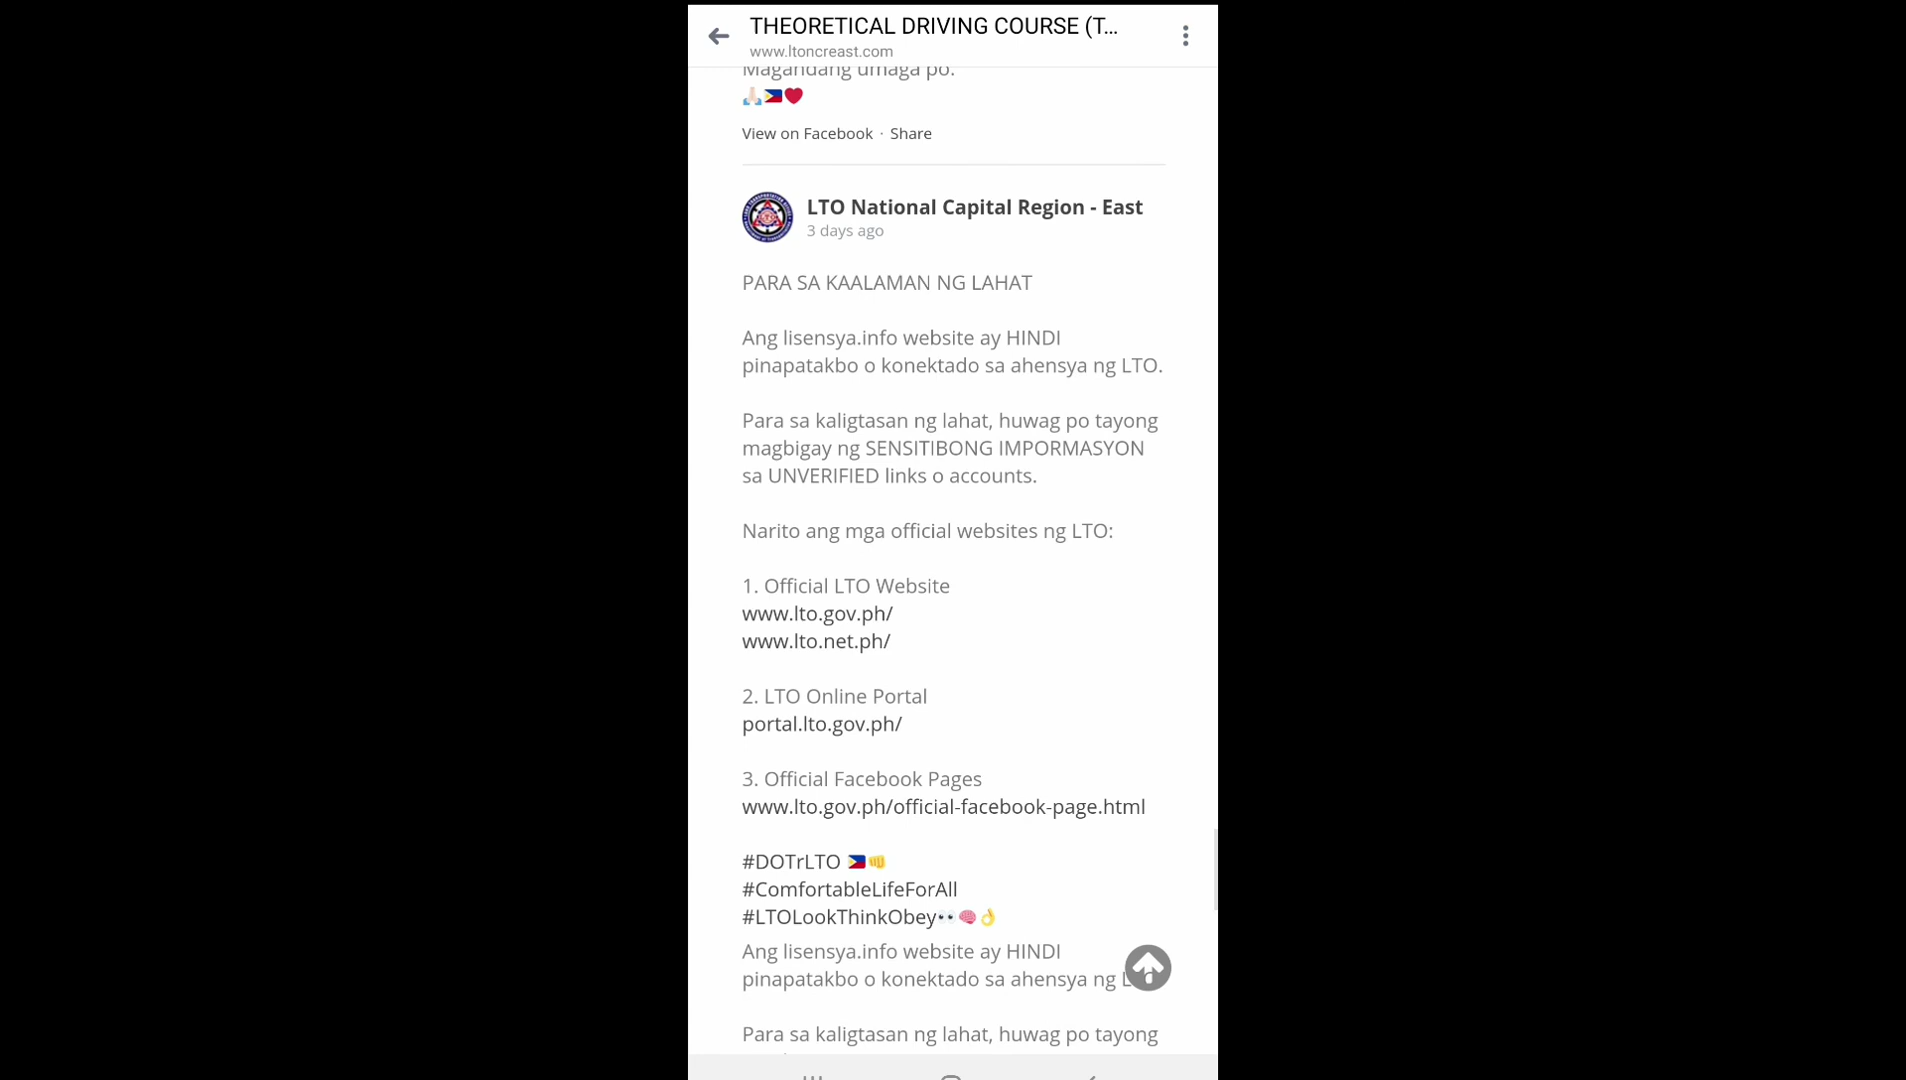 THEORETICAL DRIVING COURSE (T...
www.ltoncreast.com
Magandang umaga po.
🙏🏻🇵🇭❤️
View on Facebook · Share
LTO National Capital Region - East
3 days ago
PARA SA KAALAMAN NG LAHAT
Ang lisensya.info website ay HINDI
pinapatakbo o konektado sa ahensya ng LTO.
Para sa kaligtasan ng lahat, huwag po tayong
magbigay ng SENSITIBONG IMPORMASYON
sa UNVERIFIED links o accounts.
Narito ang mga official websites ng LTO:
1. Official LTO Website
www.lto.gov.ph/
www.lto.net.ph/
2. LTO Online Portal
portal.lto.gov.ph/
3. Official Facebook Pages
www.lto.gov.ph/official-facebook-page.html
#DOTrLTO 🇵🇭👊
#ComfortableLifeForAll
#LTOLookThinkObey👀🧠👌
Ang lisensya.info website ay HINDI
pinapatakbo o konektado sa ahensya ng
Para sa kaligtasan ng lahat, huwag po tayong